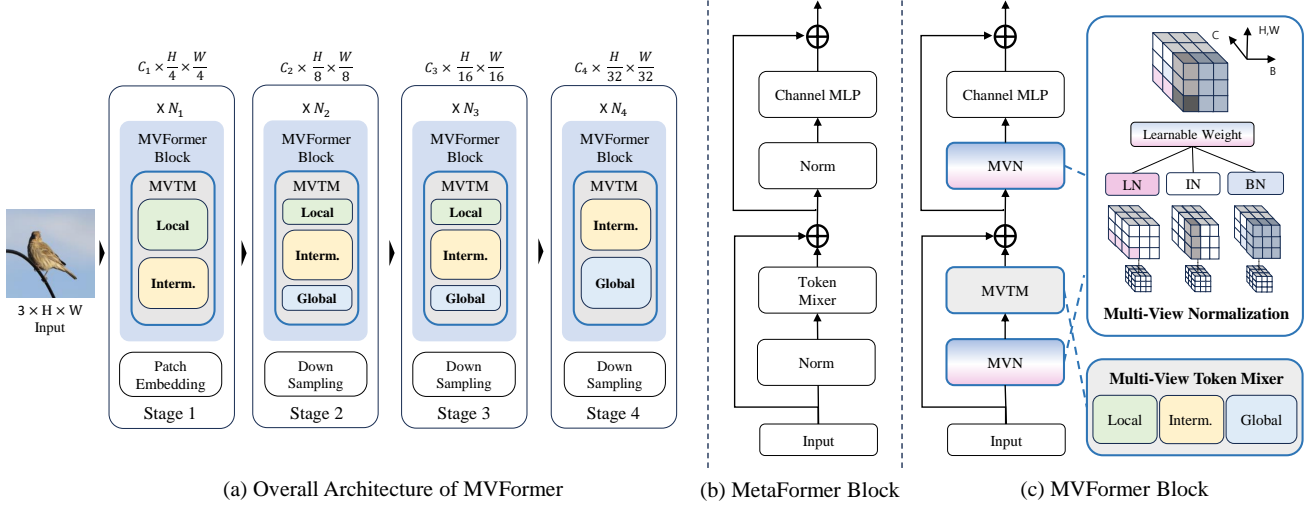 C₁ × H/4 × W/4
C₂ × H/8 × W/8
C₃ × H/16 × W/16
C₄ × H/32 × W/32
x N₁
x N₂
x N₃
x N₄
MVFormer
Block
MVTM
Local
Interm.
MVFormer
Block
MVTM
Local
Interm.
Global
MVFormer
Block
MVTM
Local
Interm.
Global
MVFormer
Block
MVTM
Interm.
Global
3 × H × W
Input
Patch
Embedding
Down
Sampling
Down
Sampling
Down
Sampling
Stage 1
Stage 2
Stage 3
Stage 4
(a) Overall Architecture of MVFormer
Channel MLP
Norm
Token
Mixer
Norm
Input
(b) MetaFormer Block
Channel MLP
MVN
MVTM
MVN
Input
C
H,W
B
Learnable Weight
LN
IN
BN
Multi-View Normalization
Multi-View Token Mixer
Local
Interm.
Global
(c) MVFormer Block